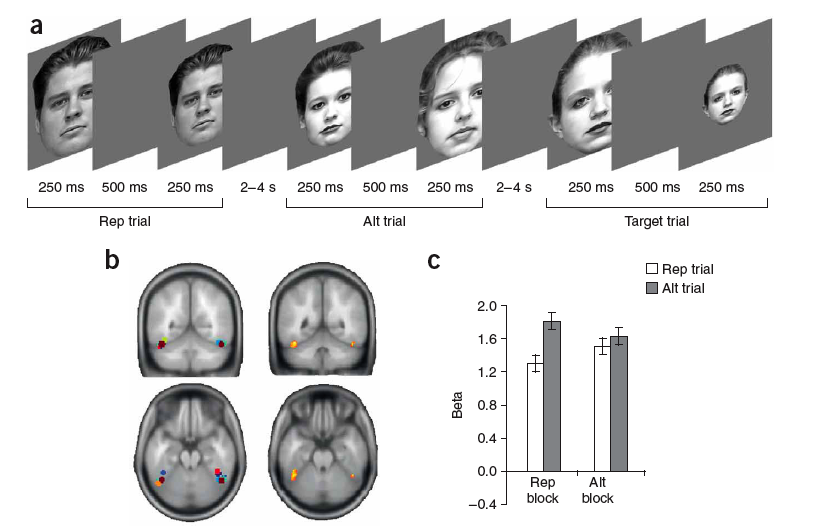 a
250 ms 500 ms 250 ms 2–4 s 250 ms 500 ms 250 ms 2–4 s 250 ms 500 ms 250 ms
Rep trial Alt trial Target trial
b
c
Rep trial
Alt trial
2.0
1.6
1.2
0.8
0.4
0.0
–0.4
Beta
Rep block
Alt block